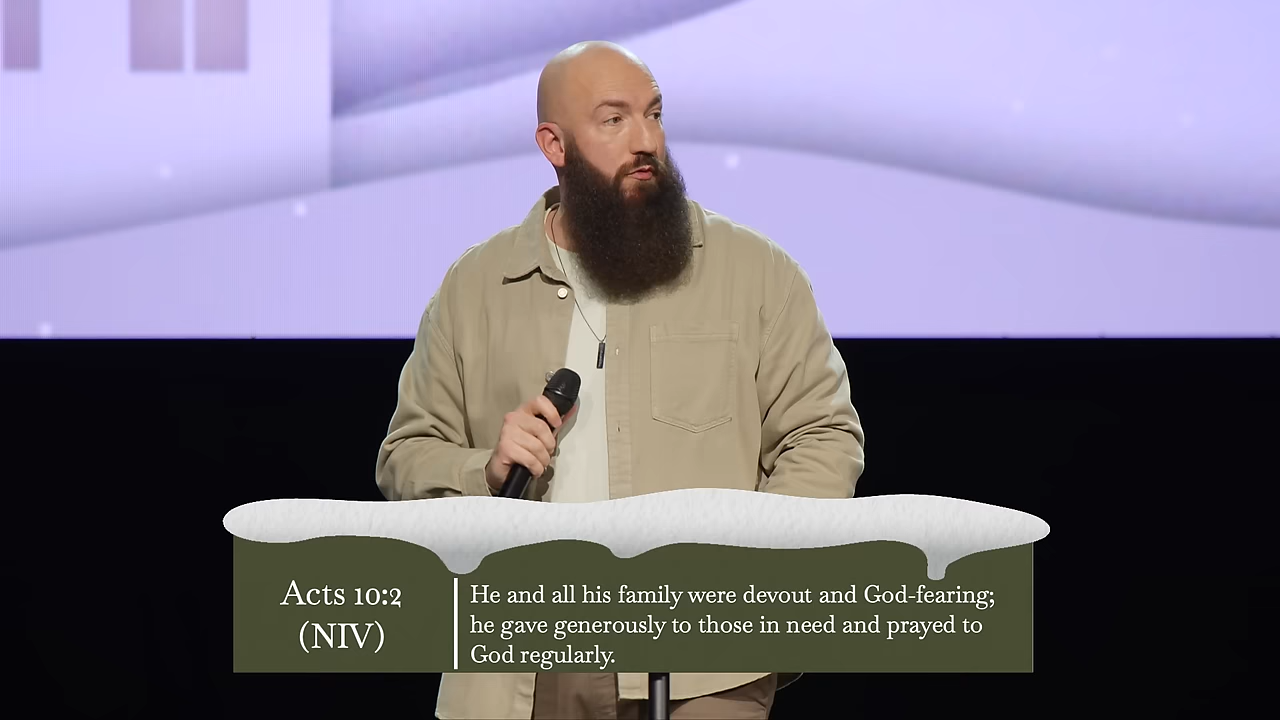 Acts 10:2
(NIV)
He and all his family were devout and God-fearing;
he gave generously to those in need and prayed to
God regularly.